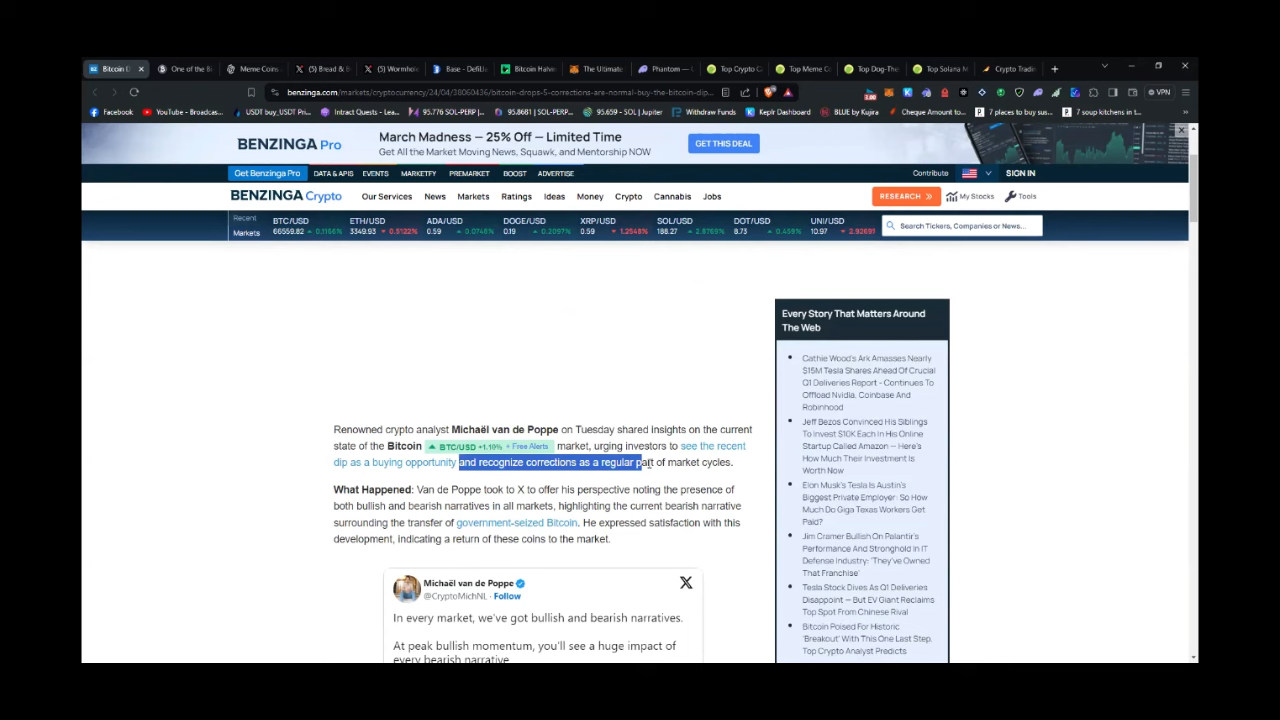 Bitcoin D
One of the Bi
Meme Coins
(5) Bread & B
(5) Wormhole
Base - DefiLl
Bitcoin Halvi
The Ultimate
Phantom —
Top Crypto C
Top Meme C
Top Dog-The
Top Solana M
Crypto Tradin
benzinga.com/markets/cryptocurrency/24/04/38060436/bitcoin-drops-5-corrections-are-normal-buy-the-bitcoin-dip...
VPN
Facebook
YouTube - Broadcas...
USDT buy_USDT Pri...
Intract Quests - Ear...
95.776 SOL-PERP |...
95.8681 | SOL/PERP...
95.659 - SOL | Jupiter
Withdraw Funds
Keplr Dashboard
BLUE by Kujira
Cheque Amount to...
7 places to buy sus...
7 soup kitchens in t...
BENZINGA Pro
March Madness — 25% Off — Limited Time
Get All the Market Moving News, Squawk, and Mentorship NOW
GET THIS DEAL
Get Benzinga Pro
DATA & APIS
EVENTS
MARKETFY
PREMARKET
BOOST
ADVERTISE
Contribute
SIGN IN
BENZINGA Crypto
Our Services
News
Markets
Ratings
Ideas
Money
Crypto
Cannabis
Jobs
RESEARCH
My Stocks
Tools
Recent
Markets
BTC/USD
66559.82 ▲ 0.1166%
ETH/USD
3349.93 ▼ 0.5122%
ADA/USD
0.59 ▲ 0.0746%
DOGE/USD
0.19 ▲ 0.2097%
XRP/USD
0.59 ▼ 1.2548%
SOL/USD
188.27 ▲ 2.9769%
DOT/USD
8.73 ▲ 0.459%
UNI/USD
10.97 ▼ 2.92691
Search Tickers, Companies or News...
Renowned crypto analyst Michaël van de Poppe on Tuesday shared insights on the current
state of the Bitcoin ▲ BTC/USD +1.10% + Free Alerts market, urging investors to see the recent
dip as a buying opportunity and recognize corrections as a regular part of market cycles.
What Happened: Van de Poppe took to X to offer his perspective noting the presence of
both bullish and bearish narratives in all markets, highlighting the current bearish narrative
surrounding the transfer of government-seized Bitcoin. He expressed satisfaction with this
development, indicating a return of these coins to the market.
Michaël van de Poppe
@CryptoMichNL · Follow
In every market, we've got bullish and bearish narratives.
At peak bullish momentum, you'll see a huge impact of
every bearish narrative
Every Story That Matters Around
The Web
Cathie Wood's Ark Amasses Nearly
$15M Tesla Shares Ahead Of Crucial
Q1 Deliveries Report - Continues To
Offload Nvidia, Coinbase And
Robinhood
Jeff Bezos Convinced His Siblings
To Invest $10K Each In His Online
Startup Called Amazon — Here's
How Much Their Investment Is
Worth Now
Elon Musk's Tesla Is Austin's
Biggest Private Employer: So How
Much Do Giga Texas Workers Get
Paid?
Jim Cramer Bullish On Palantir's
Performance And Stronghold In IT
Defense Industry: 'They've Owned
That Franchise'
Tesla Stock Dives As Q1 Deliveries
Disappoint — But EV Giant Reclaims
Top Spot From Chinese Rival
Bitcoin Poised For Historic
'Breakout' With This One Last Step,
Top Crypto Analyst Predicts